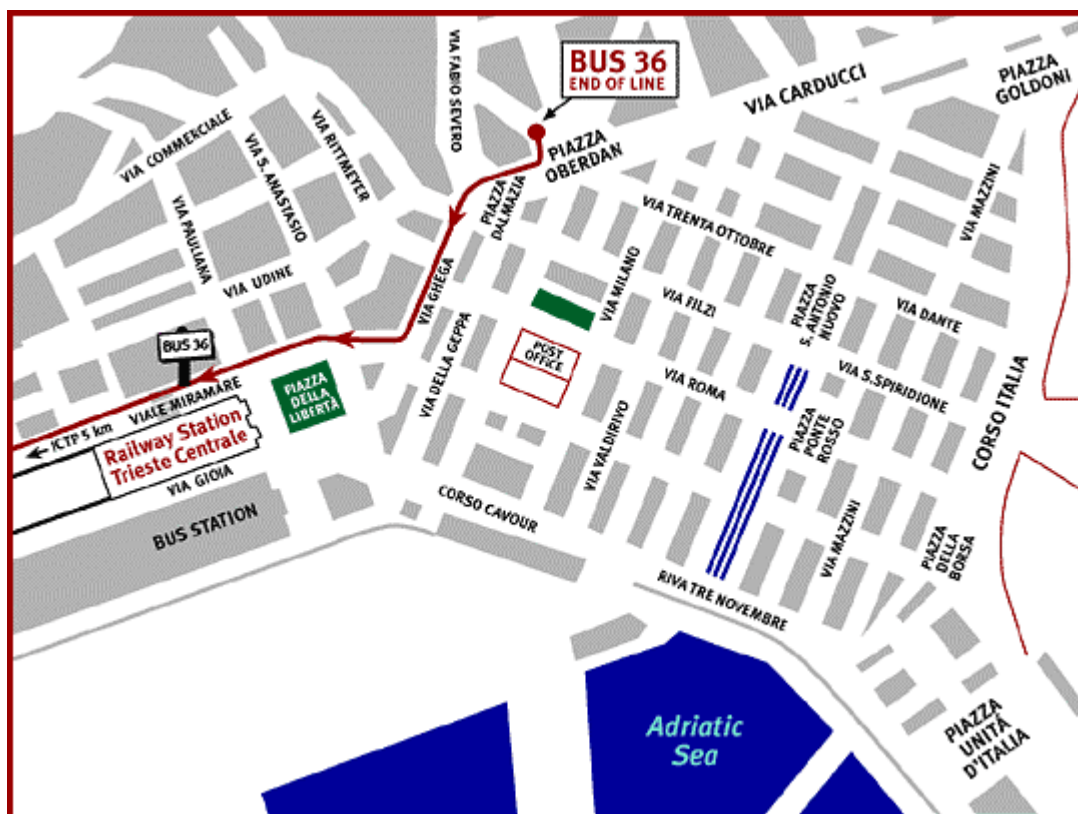 BUS 36
END OF LINE
VIA FABIO SEVERO
VIA CARDUCCI
PIAZZA
GOLDONI
PIAZZA
OBERDAN
VIA COMMERCIALE
VIA RITTMEYER
VIA S. ANASTASIO
VIA PAULIANA
VIA UDINE
PIAZZA
DALMAZIA
VIA MAZZINI
VIA TRENTA OTTOBRE
VIA GHEGA
VIA MILANO
VIA FILZI
PIAZZA
S. ANTONIO
NUOVO
VIA DANTE
VIA DELLA GEPPA
POST
OFFICE
VIA ROMA
VIA S.SPIRIDIONE
CORSO ITALIA
BUS 36
PIAZZA
DELLA
LIBERTÀ
VIALE MIRAMARE
ICTP 5 km
Railway Station
Trieste Centrale
VIA GIOIA
BUS STATION
VIA VALDIRIVO
PIAZZA
PONTE
ROSSO
CORSO CAVOUR
VIA MAZZINI
PIAZZA
DELLA
BORSA
RIVA TRE NOVEMBRE
Adriatic
Sea
PIAZZA
UNITÁ
D'ITALIA